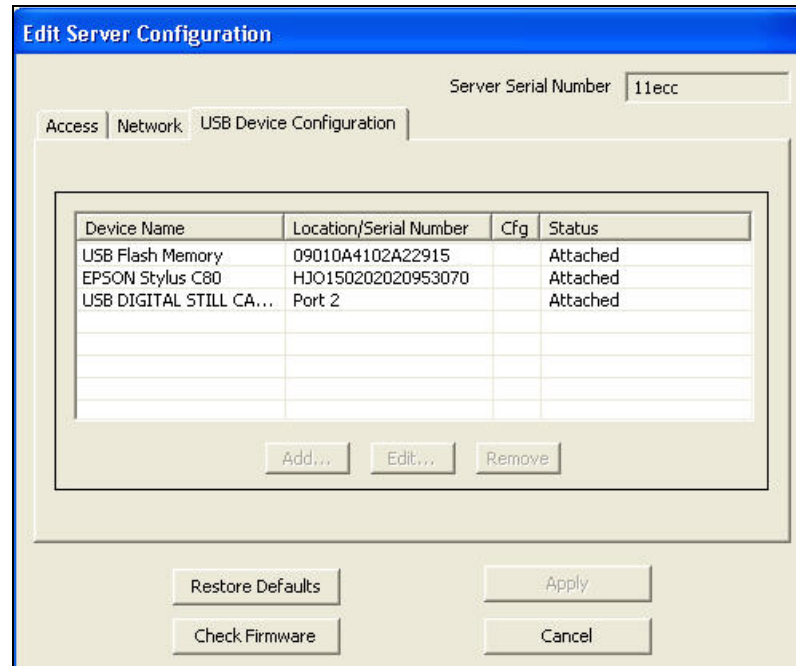 Edit Server Configuration
Server Serial Number 11ecc
Access Network USB Device Configuration
Device Name Location/Serial Number Cfg Status
USB Flash Memory 09010A4102A22915 Attached
EPSON Stylus C80 HJO150202020953070 Attached
USB DIGITAL STILL CA... Port 2 Attached
Add... Edit... Remove
Restore Defaults Apply
Check Firmware Cancel